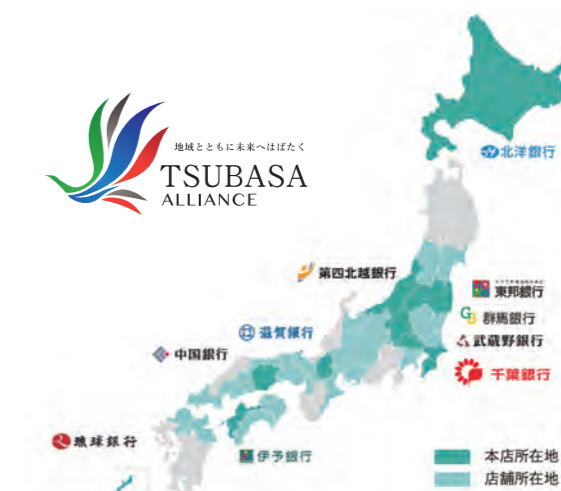 地域とともに未来へはばたく
TSUBASA
ALLIANCE
北洋銀行
第四北越銀行
東邦銀行
滋賀銀行
GB 群馬銀行
中国銀行
武蔵野銀行
千葉銀行
琉球銀行
伊予銀行
本店所在地
店舗所在地